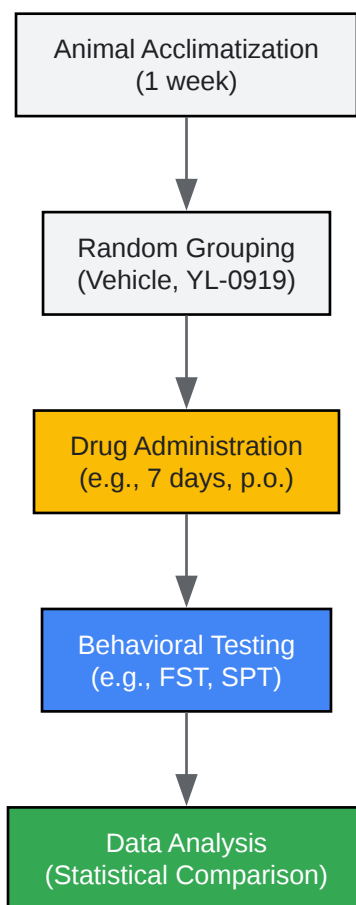 Animal Acclimatization
(1 week)
Random Grouping
(Vehicle, YL-0919)
Drug Administration
(e.g., 7 days, p.o.)
Behavioral Testing
(e.g., FST, SPT)
Data Analysis
(Statistical Comparison)